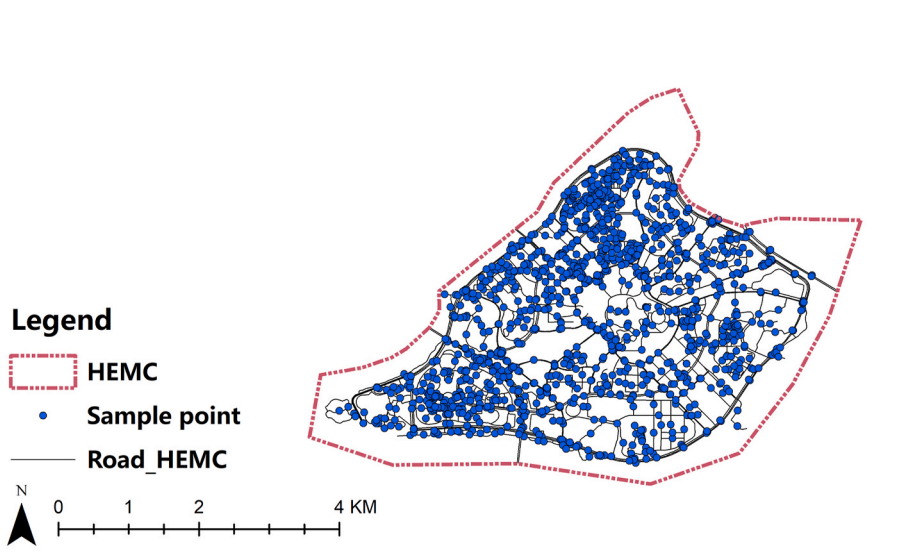 Legend
HEMC
Sample point
Road_HEMC
N
0 1 2 4 KM